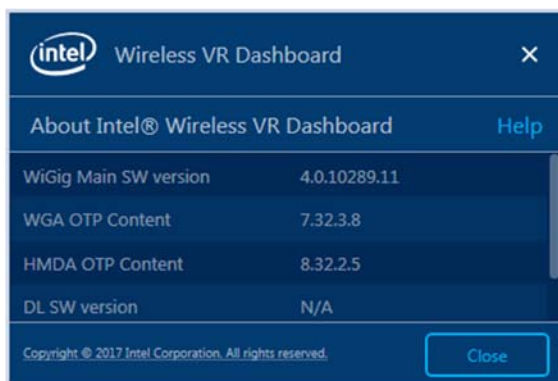 intel Wireless VR Dashboard ×
About Intel® Wireless VR Dashboard Help
WiGig Main SW version 4.0.10289.11
WGA OTP Content 7.32.3.8
HMDA OTP Content 8.32.2.5
DL SW version N/A
Copyright © 2017 Intel Corporation. All rights reserved. Close